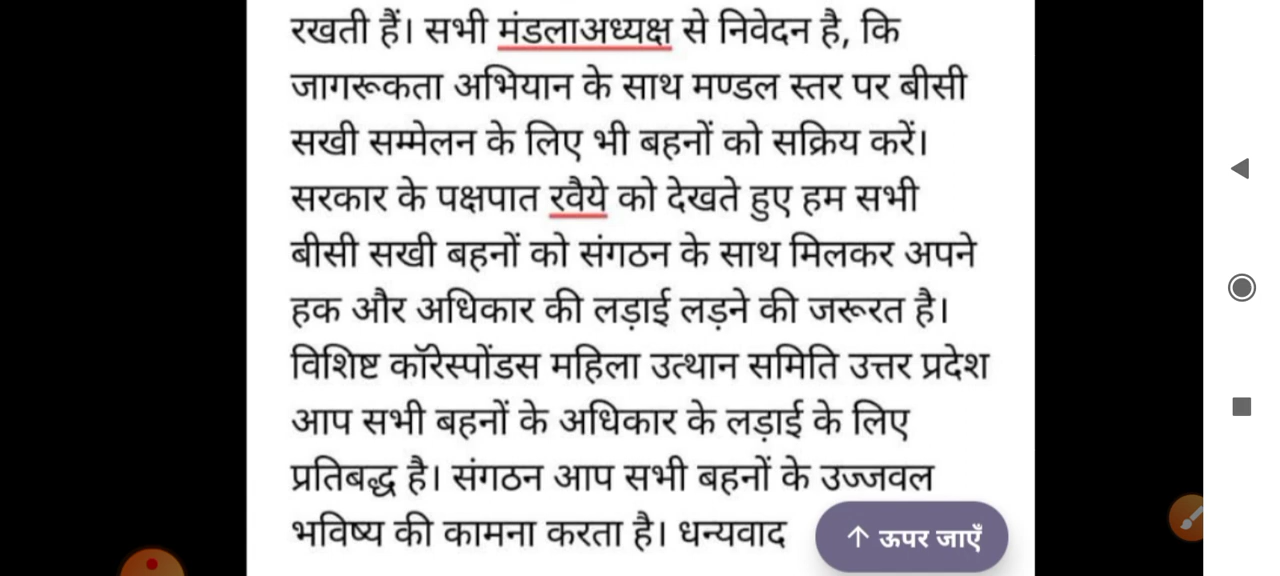 रखती हैं। सभी मंडलाअध्यक्ष से निवेदन है, कि
जागरूकता अभियान के साथ मण्डल स्तर पर बीसी
सखी सम्मेलन के लिए भी बहनों को सक्रिय करें।
सरकार के पक्षपात रवैये को देखते हुए हम सभी
बीसी सखी बहनों को संगठन के साथ मिलकर अपने
हक और अधिकार की लड़ाई लड़ने की जरूरत है।
विशिष्ट कॉरेस्पोंडस महिला उत्थान समिति उत्तर प्रदेश
आप सभी बहनों के अधिकार के लड़ाई के लिए
प्रतिबद्ध है। संगठन आप सभी बहनों के उज्जवल
भविष्य की कामना करता है। धन्यवाद
↑ ऊपर जाएँ